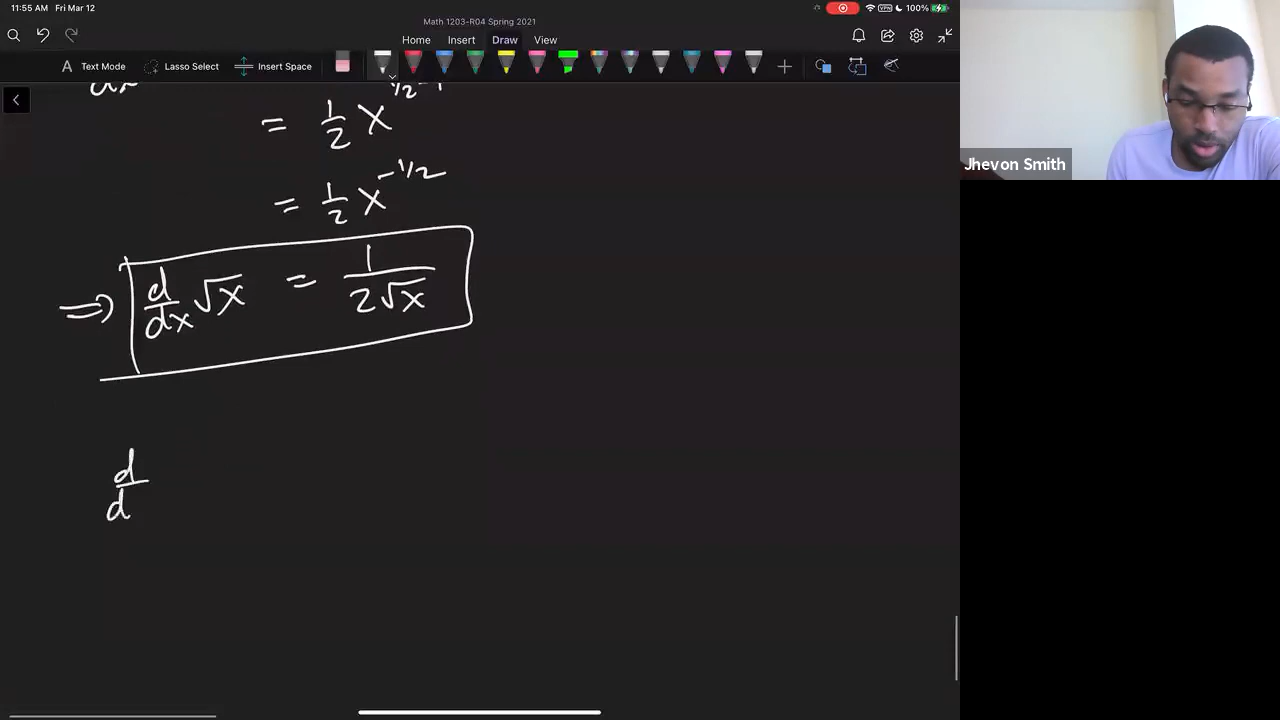 11:55 AM Fri Mar 12
VPN
100%
Math 1203-R04 Spring 2021
Home Insert Draw View
Text Mode
Lasso Select
Insert Space
= 1/2 x
= 1/2 x^{-1/2}
⇒ d/dx √x = 1/(2√x)
d/d
Jhevon Smith